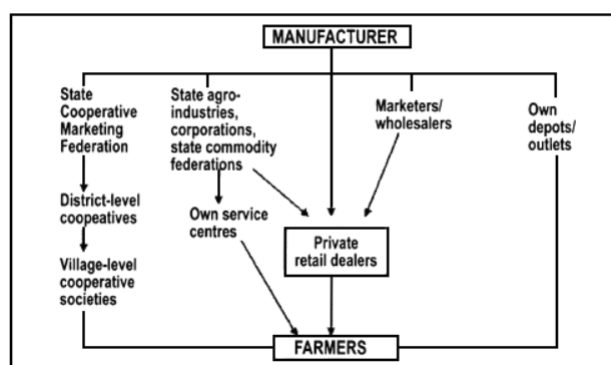 MANUFACTURER
State
Cooperative
Marketing
Federation
State agro-
industries,
corporations,
state commodity
federations
Marketers/
wholesalers
Own
depots/
outlets
District-level
coopeatives
Own service
centres
Private
retail dealers
Village-level
cooperative
societies
FARMERS